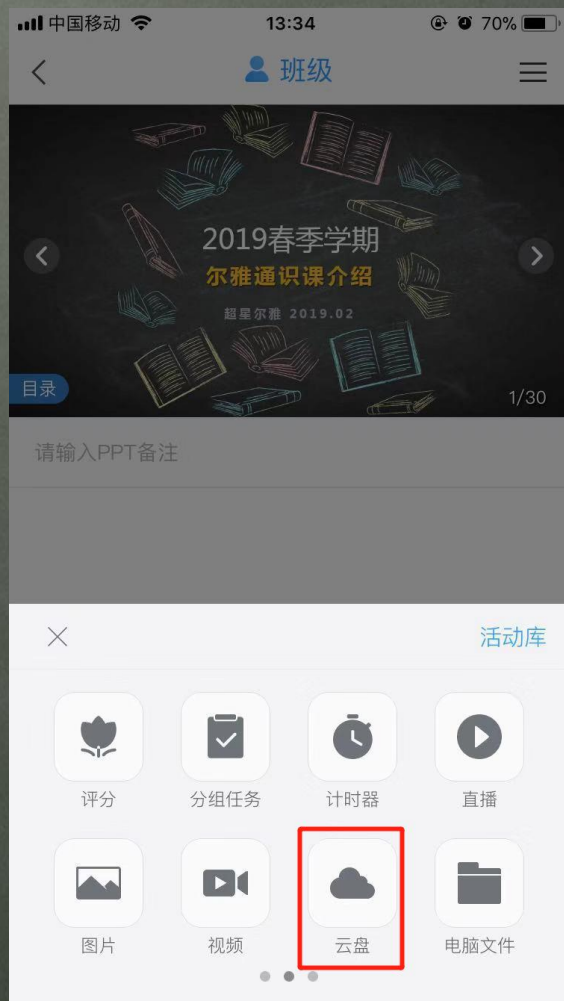 中国移动 13:34 70%
班级
2019春季学期
尔雅通识课介绍
超星尔雅 2019.02
目录 1/30
请输入PPT备注
活动库
评分 分组任务 计时器 直播
图片 视频 云盘 电脑文件